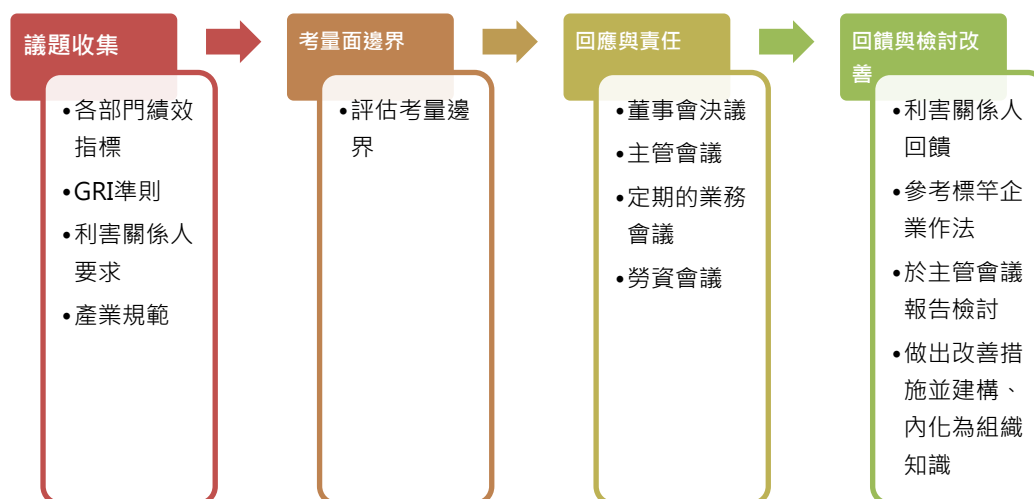 議題收集
•各部門績效
指標
•GRI準則
•利害關係人
要求
•產業規範
考量面邊界
•評估考量邊
界
回應與責任
•董事會決議
•主管會議
•定期的業務
會議
•勞資會議
回饋與檢討改
善
•利害關係人
回饋
•參考標竿企
業作法
•於主管會議
報告檢討
•做出改善措
施並建構、
內化為組織
知識